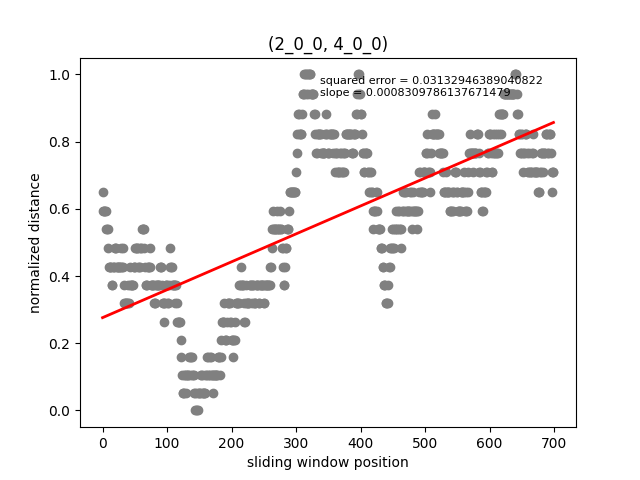 (2_0_0, 4_0_0)
squared error = 0.03132946389040822
slope = 0.0008309786137671479
normalized distance
1.0
0.8
0.6
0.4
0.2
0.0
0 100 200 300 400 500 600 700
sliding window position